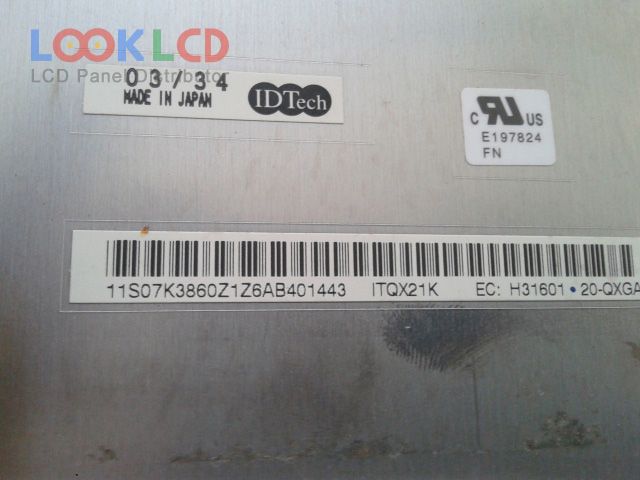 LOOKLCD
LCD Panel Distributor
03/34
MADE IN JAPAN
IDTech
C RU US
E197824
FN
11S07K3860Z1Z6AB401443 ITQX21K EC: H31601 • 20-QXGA